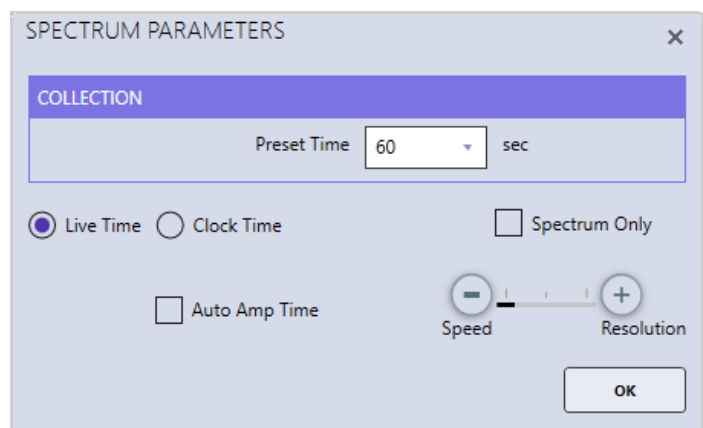 SPECTRUM PARAMETERS
COLLECTION
Preset Time 60 sec
Live Time Clock Time Spectrum Only
Auto Amp Time
Speed Resolution
OK